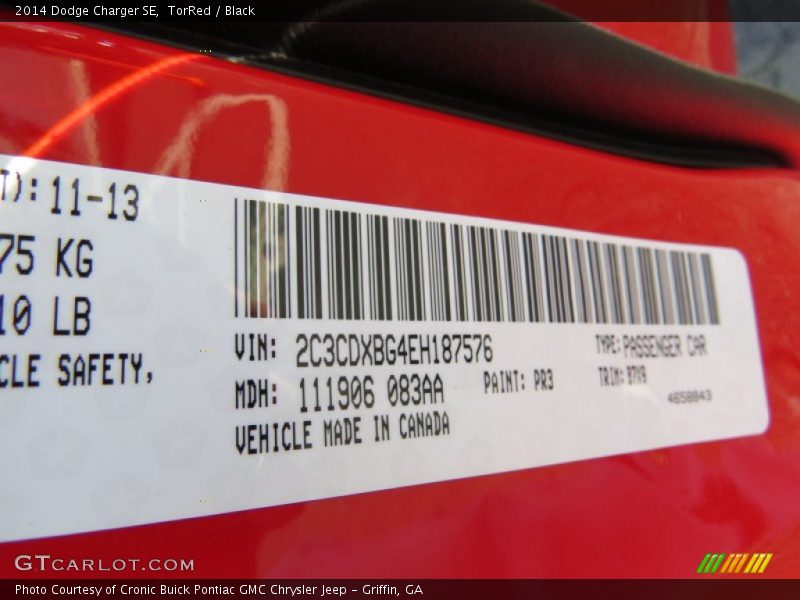 2014 Dodge Charger SE,  TorRed / Black
T): 11-13
75 KG
10 LB
CLE SAFETY,
VIN: 2C3CDXBG4EH187576
TYPE: PASSENGER CAR
MDH: 111906 083AA
PAINT: PR3
TRIM:
VEHICLE MADE IN CANADA
4658843
GTCARLOT.COM
Photo Courtesy of Cronic Buick Pontiac GMC Chrysler Jeep - Griffin, GA